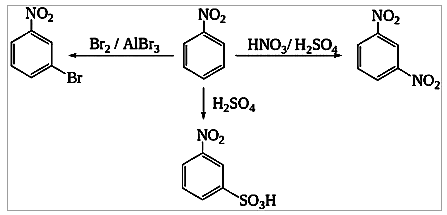 NO₂
NO₂
NO₂
Br₂ / AlBr₃
HNO₃/ H₂SO₄
Br
NO₂
H₂SO₄
NO₂
SO₃H